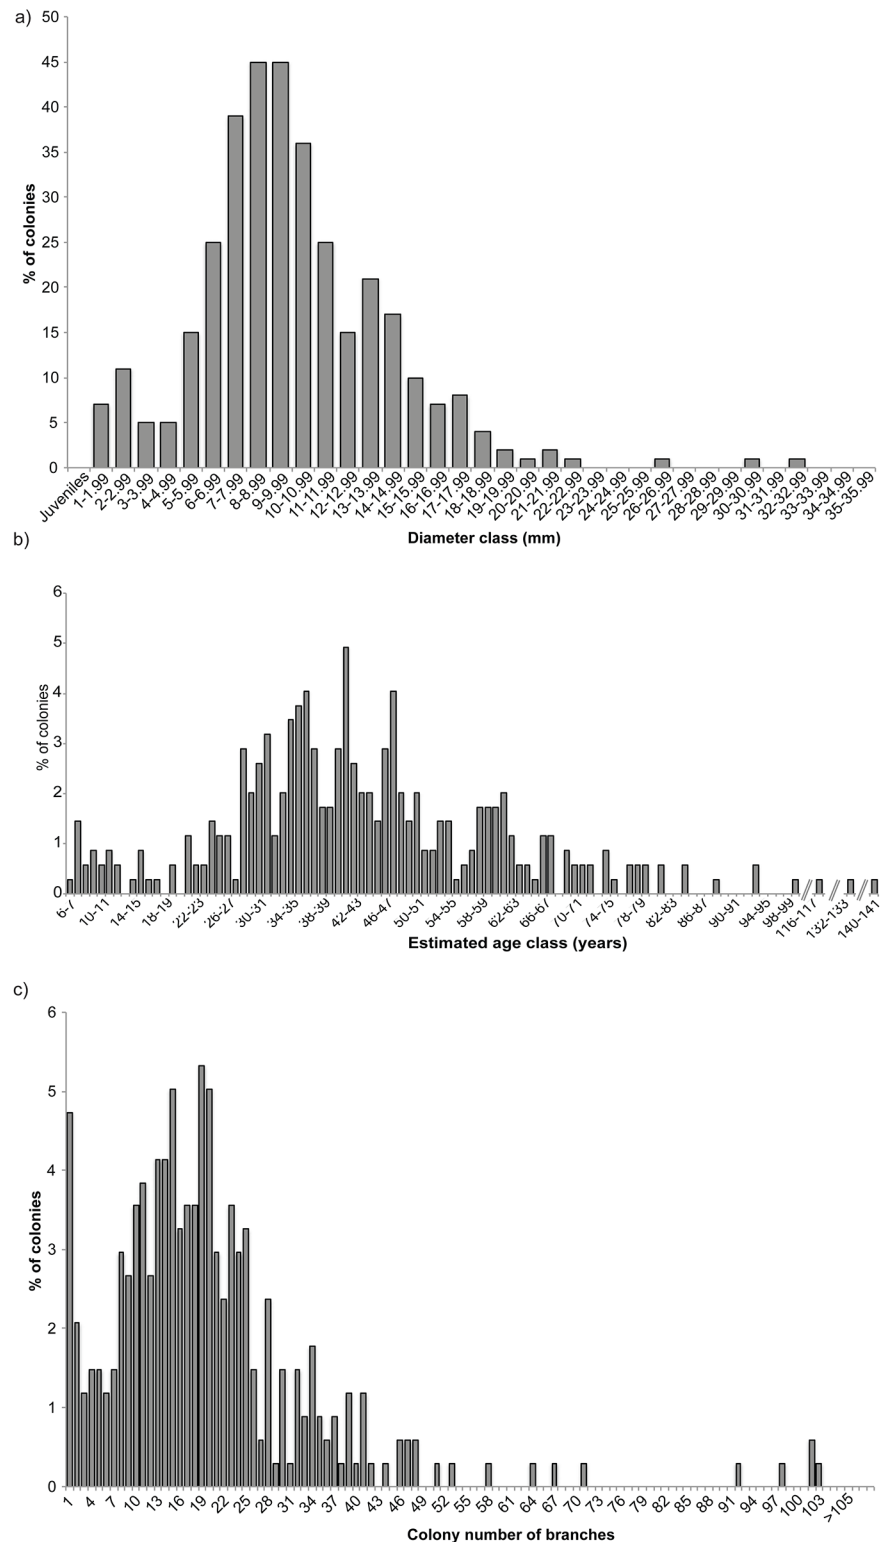 a)
50
45
40
35
30
25
20
15
10
5
0
% of colonies
Juveniles 1-1.99 2-2.99 3-3.99 4-4.99 5-5.99 6-6.99 7-7.99 8-8.99 9-9.99 10-10.99 11-11.99 12-12.99 13-13.99 14-14.99 15-15.99 16-16.99 17-17.99 18-18.99 19-19.99 20-20.99 21-21.99 22-22.99 23-23.99 24-24.99 25-25.99 26-26.99 27-27.99 28-28.99 29-29.99 30-30.99 31-31.99 32-32.99 33-33.99 34-34.99 35-35.99
Diameter class (mm)
b)
6
5
4
3
2
1
0
% of colonies
6-7 10-11 14-15 18-19 22-23 26-27 30-31 34-35 38-39 42-43 46-47 50-51 54-55 58-59 62-63 66-67 70-71 74-75 78-79 82-83 86-87 90-91 94-95 98-99 116-117 132-133 140-141
Estimated age class (years)
c)
6
5
4
3
2
1
0
% of colonies
1 4 7 10 13 16 19 22 25 28 31 34 37 40 43 46 49 52 55 58 61 64 67 70 73 76 79 82 85 88 91 94 97 100 103 >105
Colony number of branches